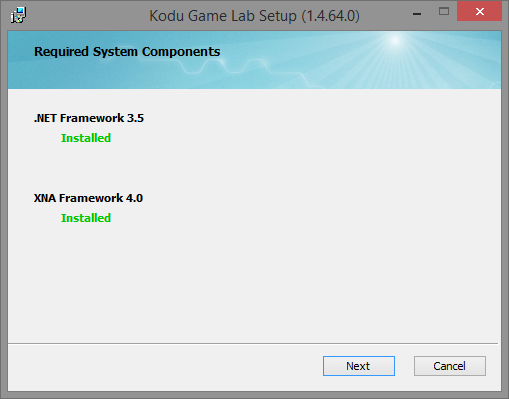 Kodu Game Lab Setup (1.4.64.0)
Required System Components
.NET Framework 3.5
Installed
XNA Framework 4.0
Installed
Next
Cancel